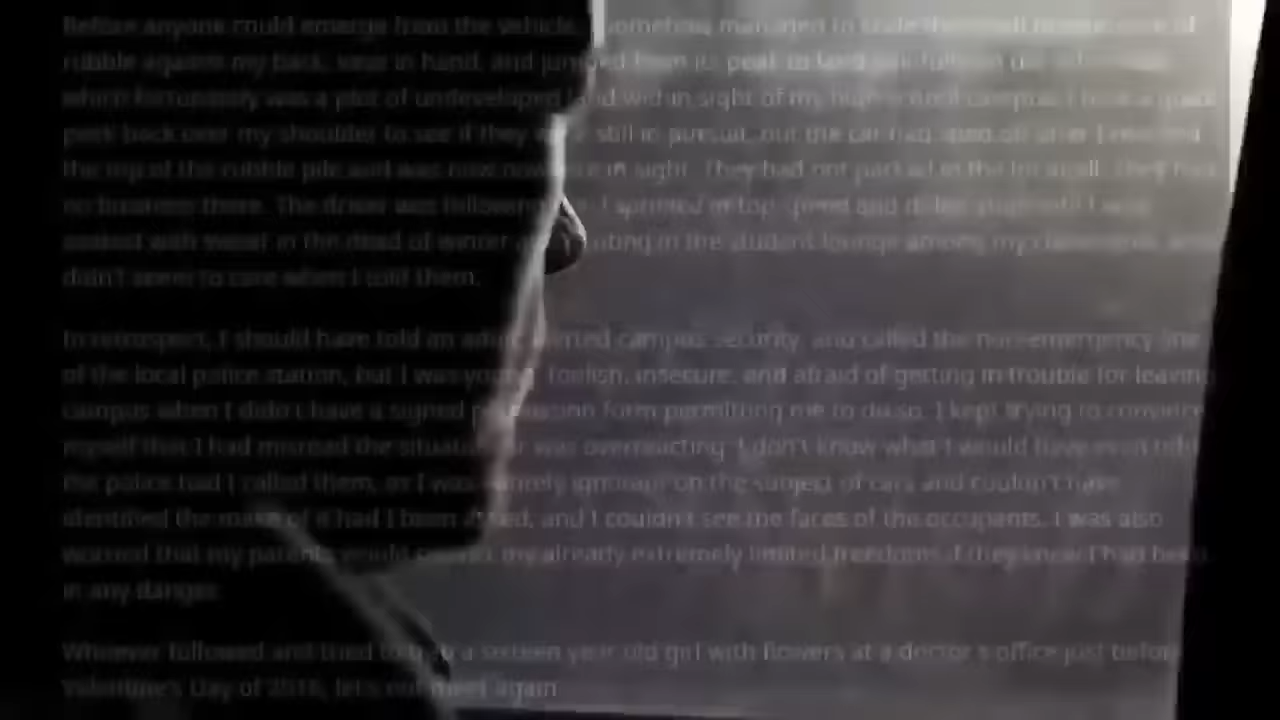 Before anyone could emerge from the vehicle, I somehow managed to scale the small of
rubble against my back, vase in hand, and jumped from its peak to land
which fortunately was a plot of undeveloped land within sight of my high school campus. I took a quick
peek back over my shoulder to see if they were still in pursuit, but the car had sped off after I reached
the top of the rubble pile and was now nowhere in sight. They had not parked in the lot at all. They had
no business there. The driver was following me. I sprinted at top speed and didn't stop until I was
soaked with sweat in the dead of winter and sitting in the student lounge among my classmates, who
didn't seem to care when I told them.
In retrospect, I should have told an adult, alerted campus security, and called the non-emergency line
of the local police station, but I was young, foolish, insecure, and afraid of getting in trouble for leaving
campus when I didn't have a signed permission form permitting me to do so. I kept trying to convince
myself that I had misread the situation or was overreacting. I don't know what I would have even told
the police had I called them, as I was entirely ignorant on the subject of cars and couldn't have
identified the make of it had I been asked, and I couldn't see the faces of the occupants. I was also
worried that my parents would my already extremely limited freedoms if they knew I had been
in any danger.
Whoever followed and tried to a sixteen year old girl with flowers at a doctor's office just before
Valentine's Day of 2016, let's not meet again.